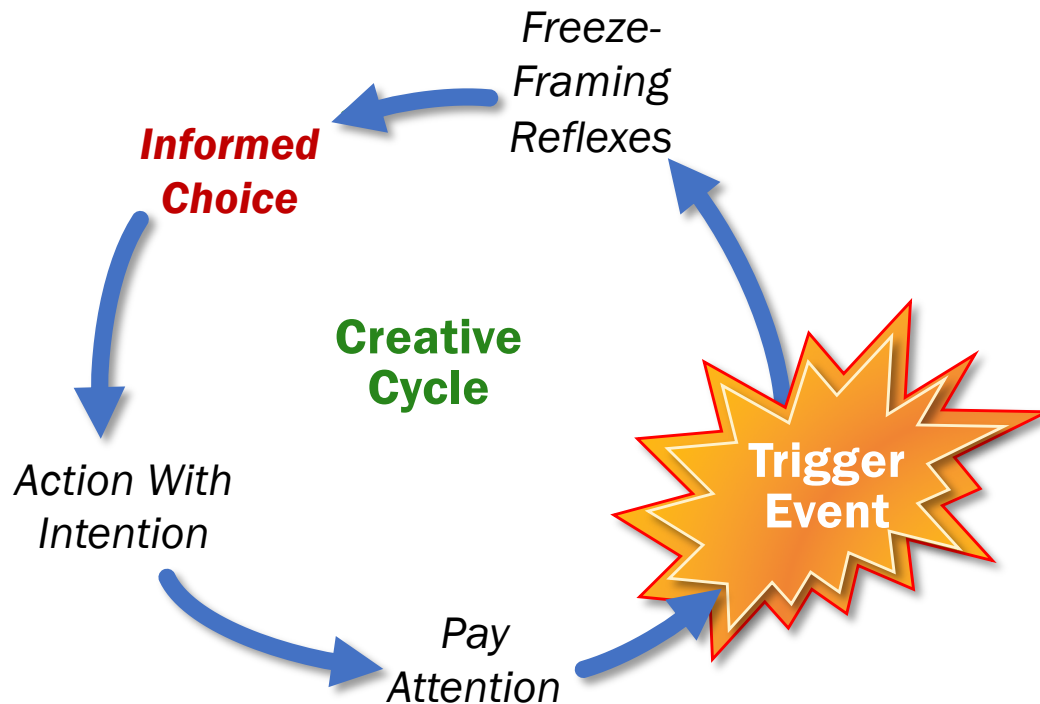 Freeze-
Framing
Reflexes
Informed
Choice
Creative
Cycle
Trigger
Event
Action With
Intention
Pay
Attention